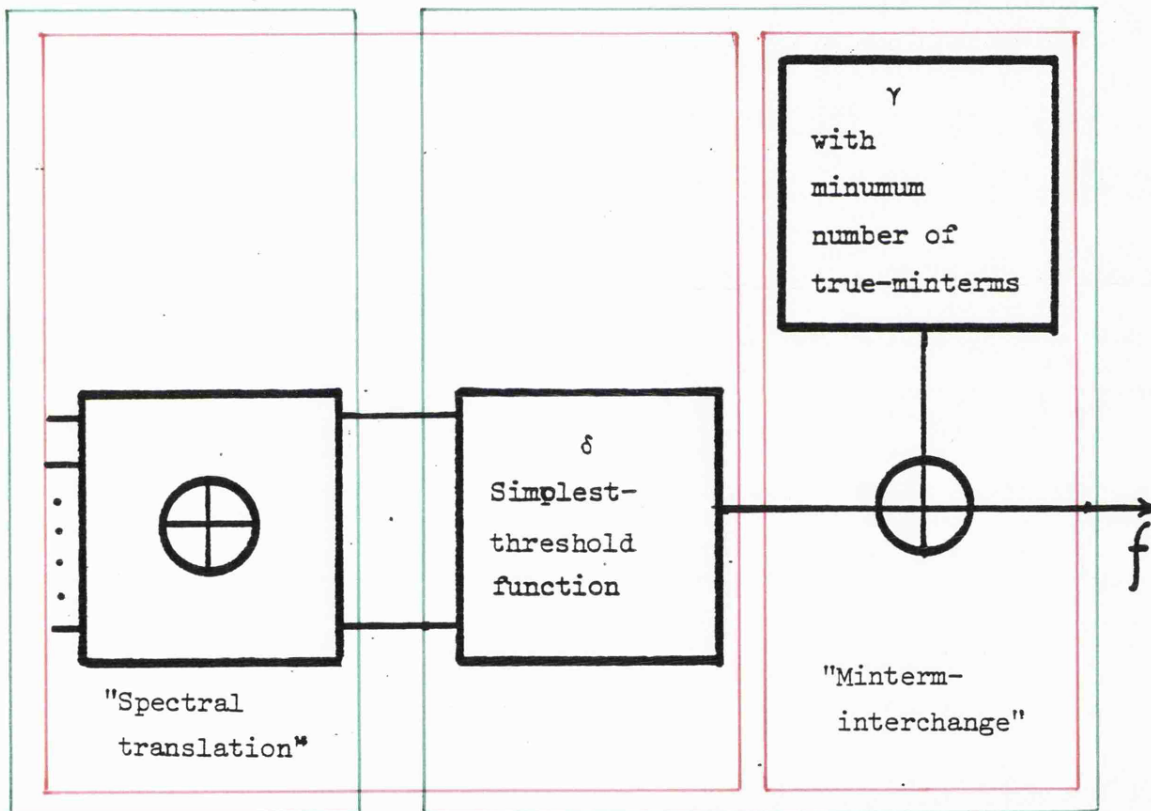 γ
with
minumum
number of
true-minterms
δ
Simplest-
threshold
function
f
"Spectral
translation"
"Minterm-
interchange"